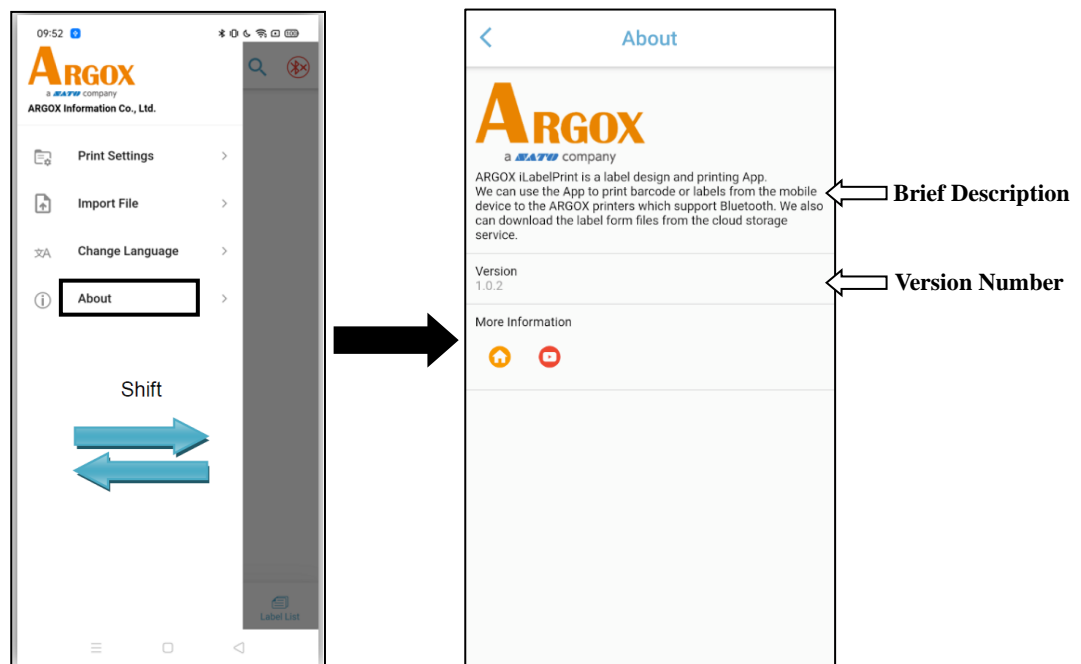 09:52
100
ARGOX
a SATO company
ARGOX Information Co., Ltd.
Print Settings
Import File
文A
Change Language
About
Shift
Label List
About
ARGOX
a SATO company
ARGOX iLabelPrint is a label design and printing App.
We can use the App to print barcode or labels from the mobile
device to the ARGOX printers which support Bluetooth. We also
can download the label form files from the cloud storage
service.
Brief Description
Version
1.0.2
Version Number
More Information